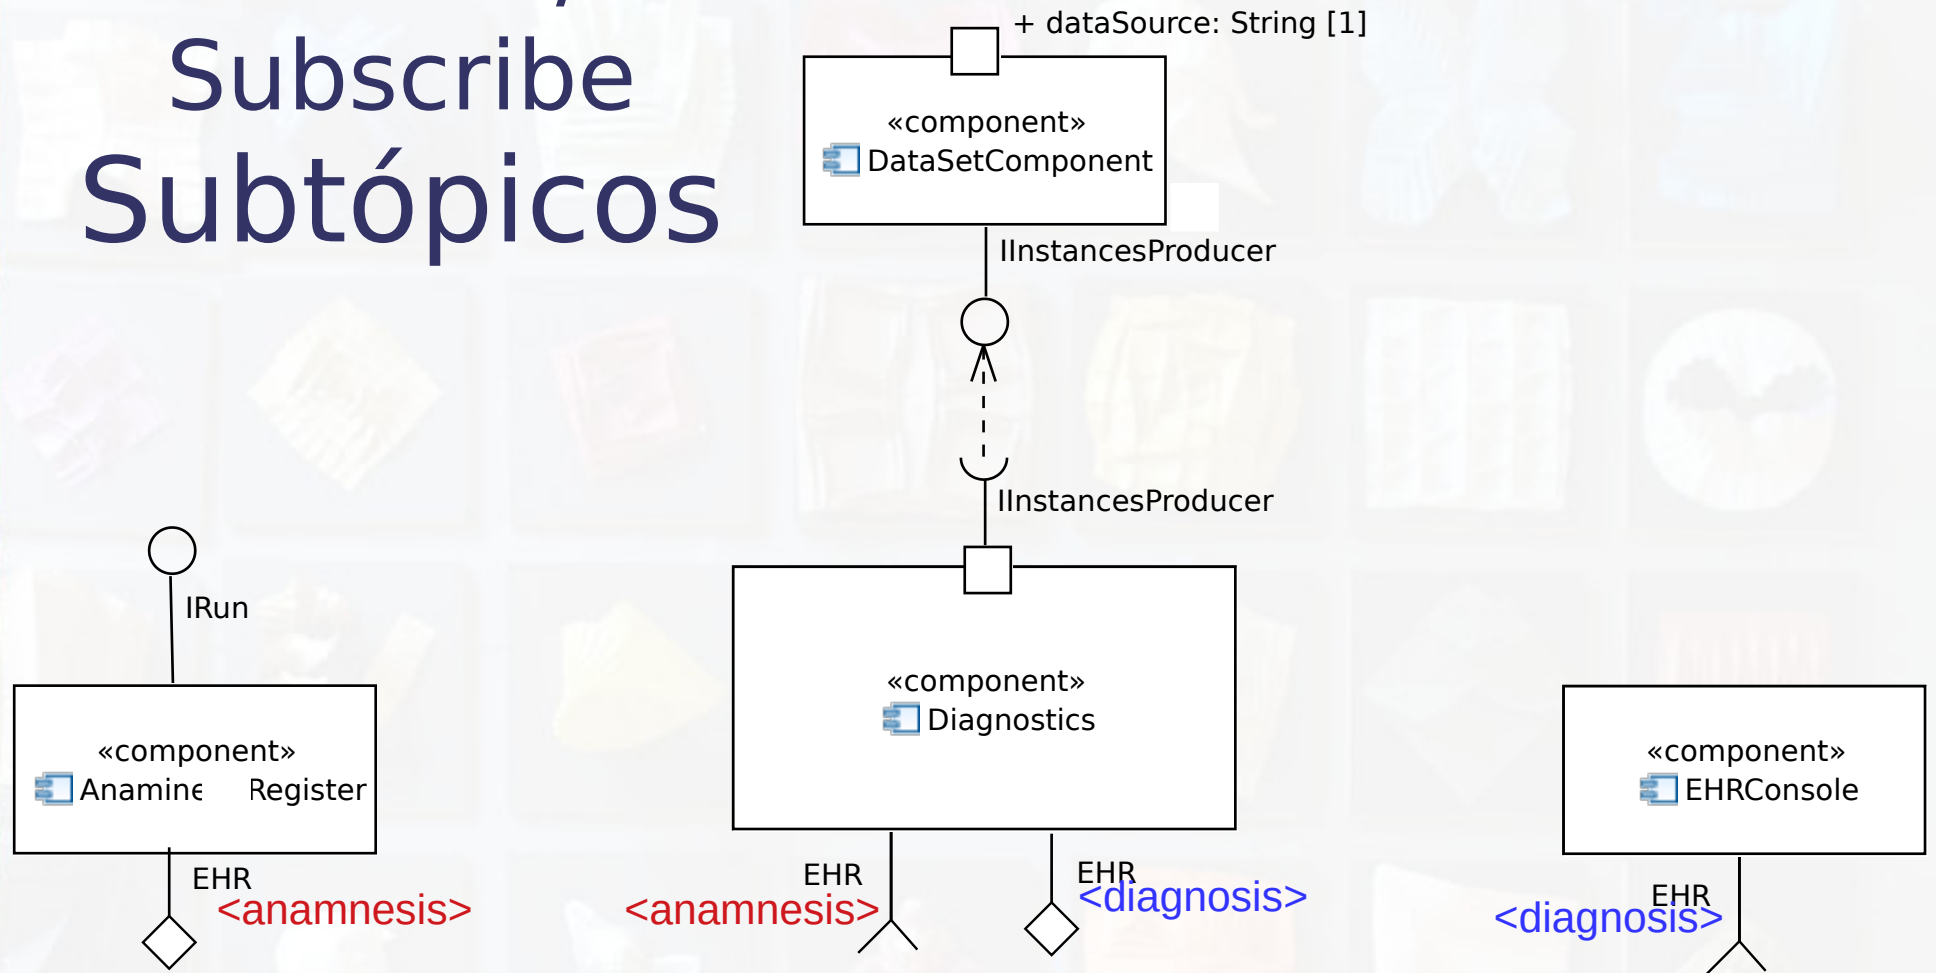 Subscribe
Subtópicos
+ dataSource: String [1]
«component»
DataSetComponent
IInstancesProducer
IInstancesProducer
IRun
«component»
Diagnostics
«component»
Anamine Register
«component»
EHRConsole
EHR
<anamnesis>
EHR
<anamnesis>
EHR
<diagnosis>
EHR
<diagnosis>